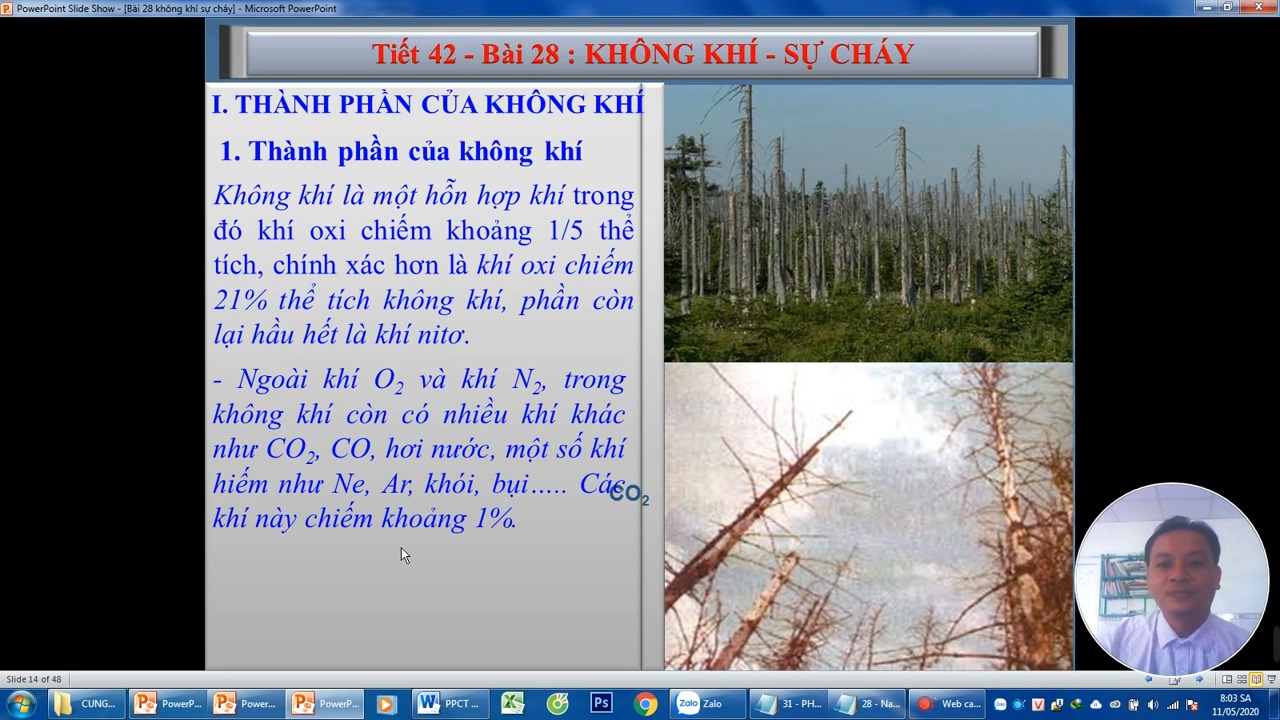 PowerPoint Slide Show - [Bài 28 không khí sự cháy] - Microsoft PowerPoint
Tiết 42 - Bài 28 : KHÔNG KHÍ - SỰ CHÁY
I. THÀNH PHẦN CỦA KHÔNG KHÍ
1. Thành phần của không khí
Không khí là một hỗn hợp khí trong
đó khí oxi chiếm khoảng 1/5 thể
tích, chính xác hơn là khí oxi chiếm
21% thể tích không khí, phần còn
lại hầu hết là khí nitơ.
- Ngoài khí O2 và khí N2, trong
không khí còn có nhiều khí khác
như CO2, CO, hơi nước, một số khí
hiếm như Ne, Ar, khói, bụi..... Các
CO2
khí này chiếm khoảng 1%.
Slide 14 of 48
CUNG... PowerP... Power... PowerP... PPCT ... Zalo Zalo 31 - PH... 28 - Na... Web ca...
8:03 SA
11/05/2020